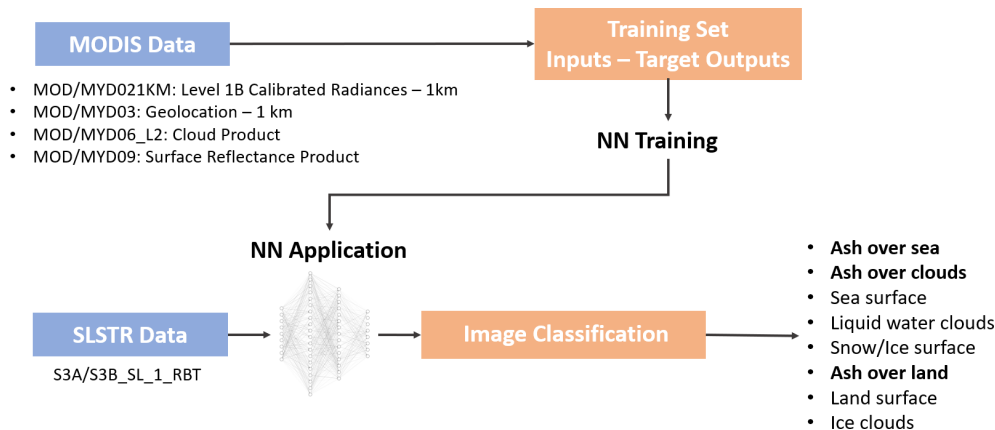 MODIS Data
Training Set
Inputs – Target Outputs
• MOD/MYD021KM: Level 1B Calibrated Radiances – 1km
• MOD/MYD03: Geolocation – 1 km
• MOD/MYD06_L2: Cloud Product
• MOD/MYD09: Surface Reflectance Product
NN Training
NN Application
SLSTR Data
S3A/S3B_SL_1_RBT
Image Classification
• Ash over sea
• Ash over clouds
• Sea surface
• Liquid water clouds
• Snow/Ice surface
• Ash over land
• Land surface
• Ice clouds